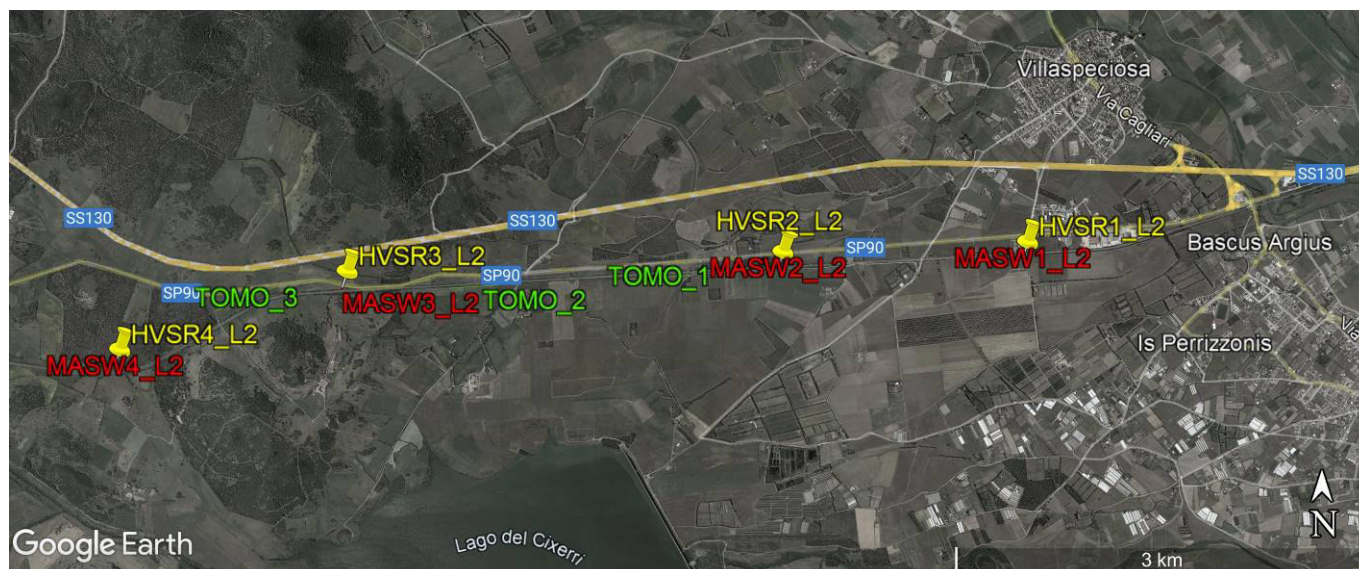 Villaspeciosa
Via Cagliari
SS130
SS130
SS130
HVSR2_L2
HVSR1_L2
SP90
Bascus Argius
MASW1_L2
HVSR3_L2
MASW2_L2
SP90
TOMO_1
SP90
TOMO_3
MASW3_L2
TOMO_2
HVSR4_L2
MASW4_L2
Is Perrizzonis
N
Google Earth
Lago del Cixerri
3 km